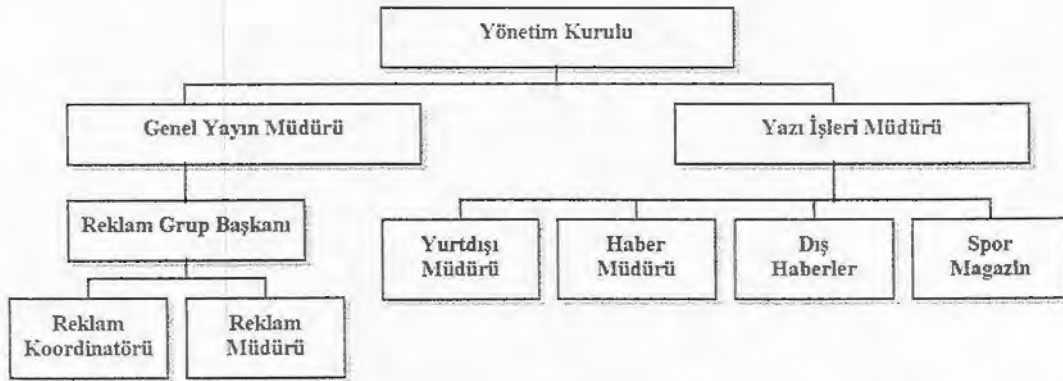 Yönetim Kurulu
Genel Yayın Müdürü
Yazı İşleri Müdürü
Reklam Grup Başkanı
Yurtdışı
Müdürü
Haber
Müdürü
Dış
Haberler
Spor
Magazin
Reklam
Koordinatörü
Reklam
Müdürü